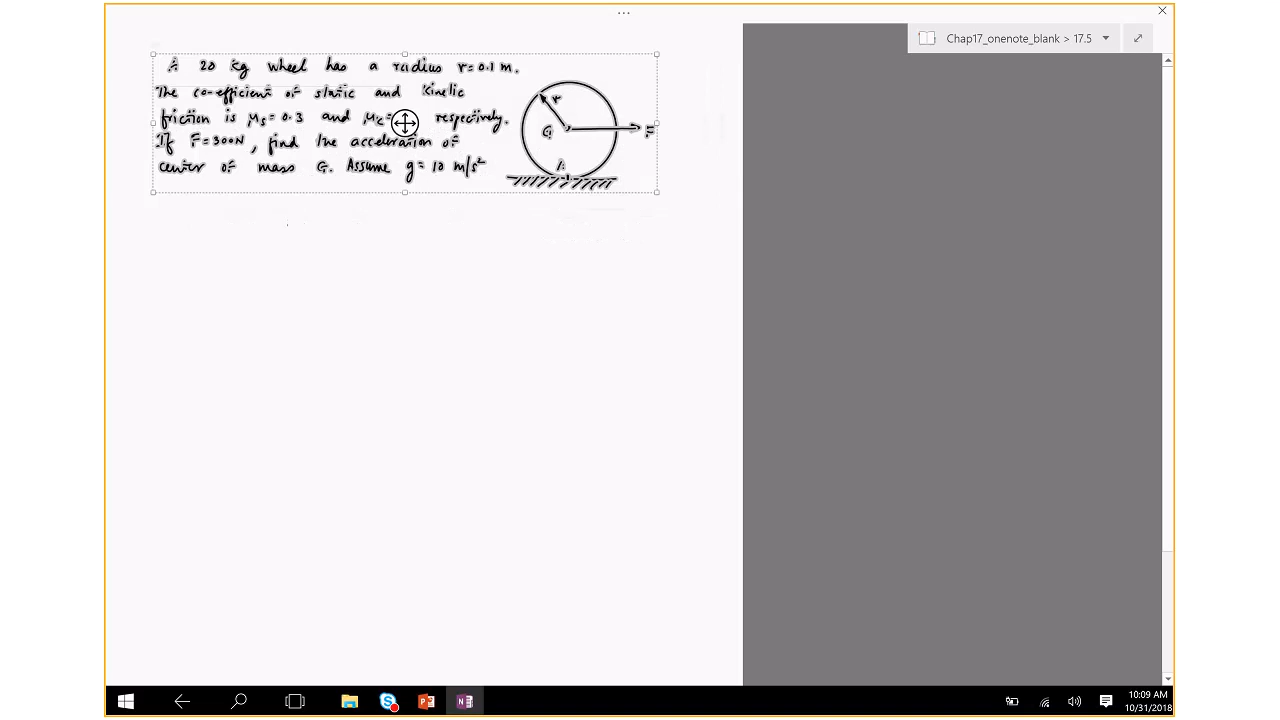 ...
Chap17_onenote_blank > 17.5
A 20 kg wheel has a radius r=0.1 m.
The co-efficient of static and kinetic
friction is μs=0.3 and μk= respectively.
If F=300N, find the acceleration of
center of mass G. Assume g=10 m/s²
r
G
F
A
10:09 AM
10/31/2018